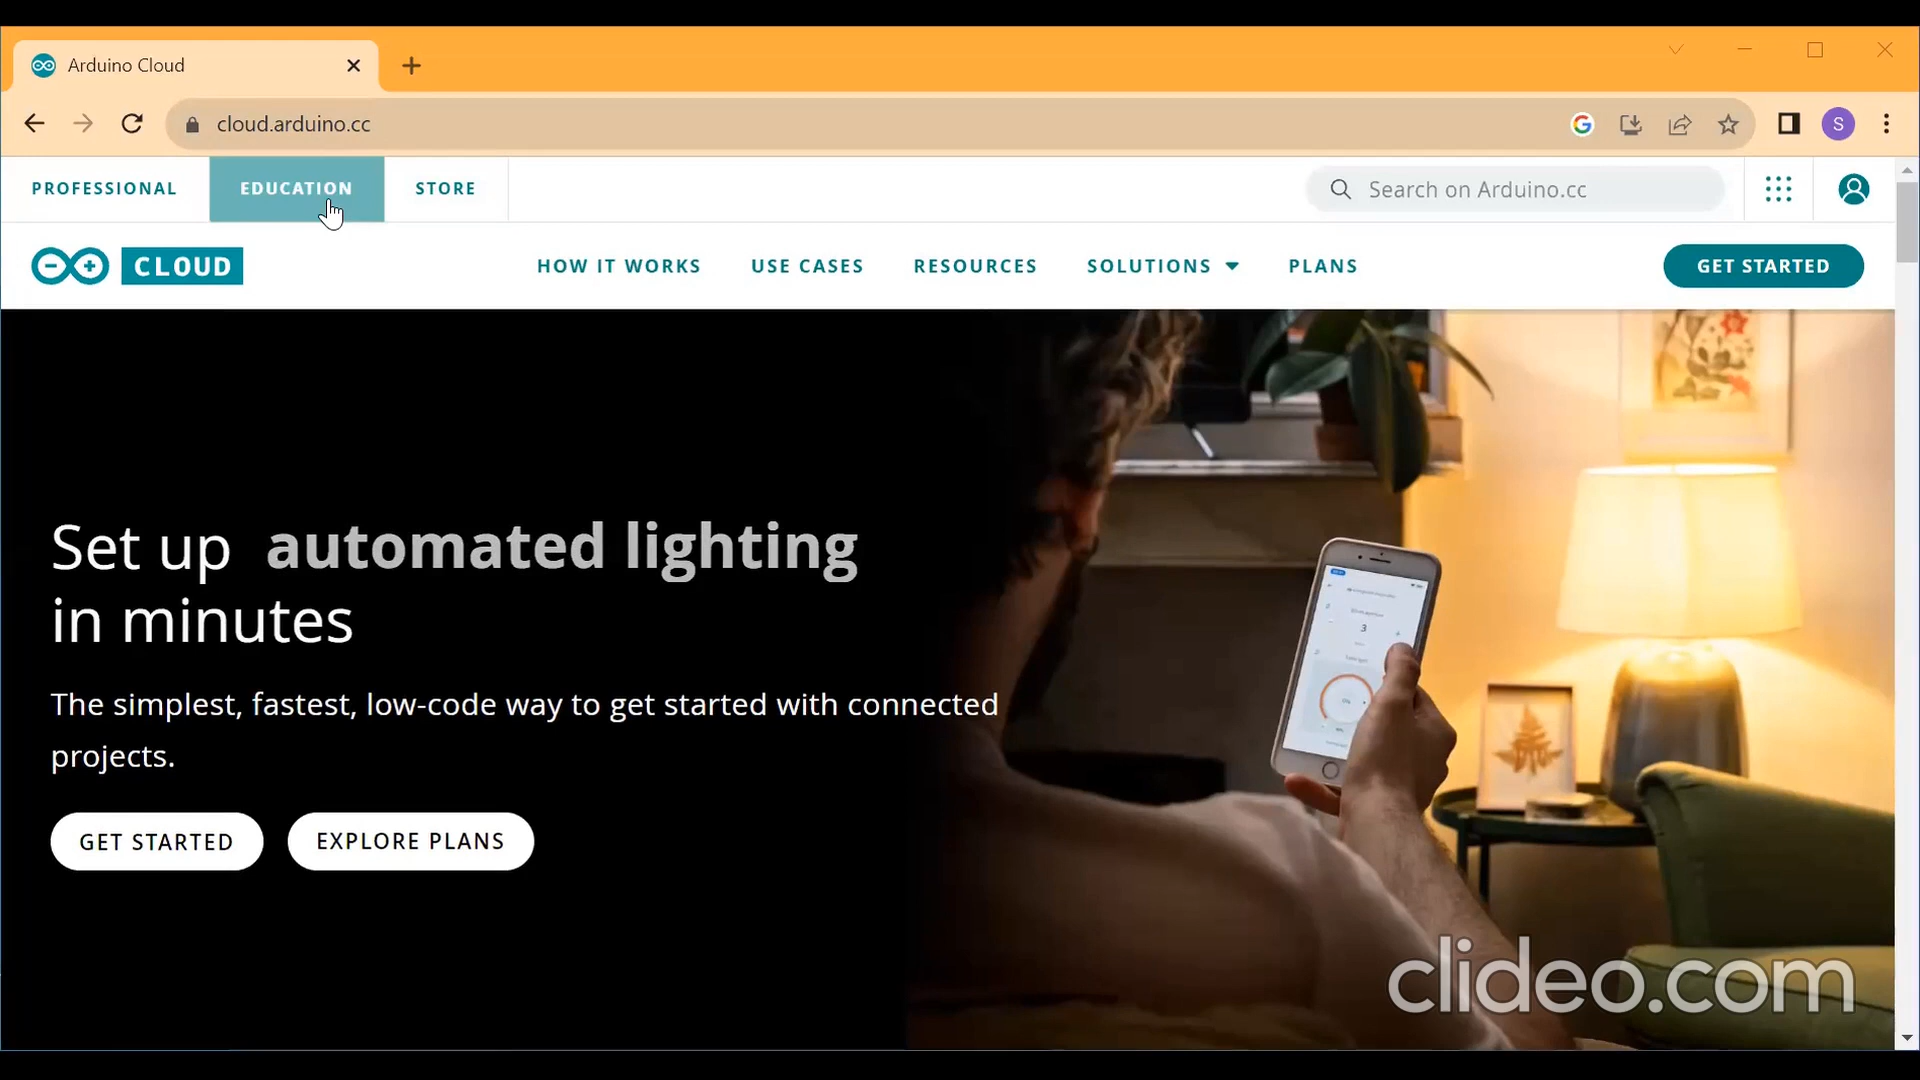 Arduino Cloud
cloud.arduino.cc
S
PROFESSIONAL EDUCATION STORE
Search on Arduino.cc
CLOUD
HOW IT WORKS USE CASES RESOURCES SOLUTIONS PLANS
GET STARTED
Set up automated lighting
in minutes
The simplest, fastest, low-code way to get started with connected
projects.
GET STARTED EXPLORE PLANS
3
clideo.com